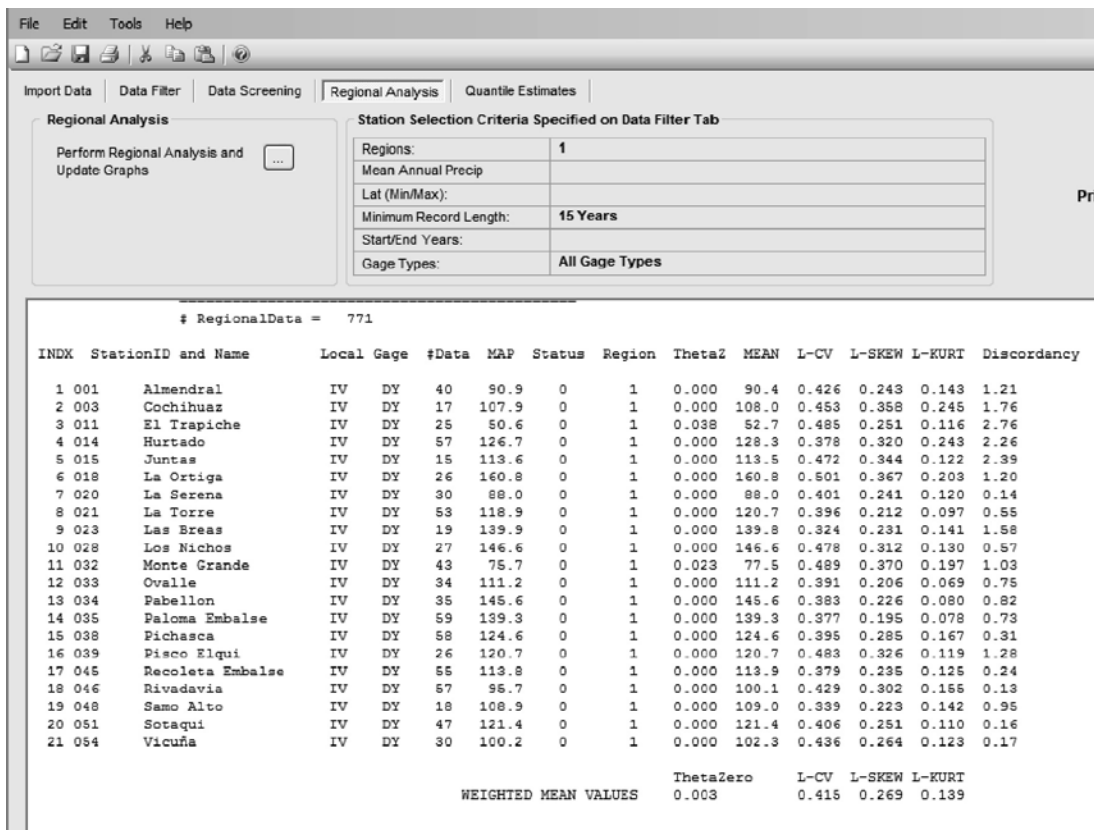 File Edit Tools Help
Import Data Data Filter Data Screening Regional Analysis Quantile Estimates
Regional Analysis
Perform Regional Analysis and
Update Graphs
...
Station Selection Criteria Specified on Data Filter Tab
Regions: 1
Mean Annual Precip
Lat (Min/Max):
Minimum Record Length: 15 Years
Start/End Years:
Gage Types: All Gage Types
Pr
# RegionalData = 771
INDX StationID and Name Local Gage #Data MAP Status Region ThetaZ MEAN L-CV L-SKEW L-KURT Discordancy
1 001 Almendral IV DY 40 90.9 0 1 0.000 90.4 0.426 0.243 0.143 1.21
2 003 Cochihuaz IV DY 17 107.9 0 1 0.000 108.0 0.453 0.358 0.245 1.76
3 011 El Trapiche IV DY 25 50.6 0 1 0.038 52.7 0.485 0.251 0.116 2.76
4 014 Hurtado IV DY 57 126.7 0 1 0.000 128.3 0.378 0.320 0.243 2.26
5 015 Juntas IV DY 15 113.6 0 1 0.000 113.5 0.472 0.344 0.122 2.39
6 018 La Ortiga IV DY 26 160.8 0 1 0.000 160.8 0.501 0.367 0.203 1.20
7 020 La Serena IV DY 30 88.0 0 1 0.000 88.0 0.401 0.241 0.120 0.14
8 021 La Torre IV DY 53 118.9 0 1 0.000 120.7 0.396 0.212 0.097 0.55
9 023 Las Breas IV DY 19 139.9 0 1 0.000 139.8 0.324 0.231 0.141 1.58
10 028 Los Nichos IV DY 27 146.6 0 1 0.000 146.6 0.478 0.312 0.130 0.57
11 032 Monte Grande IV DY 43 75.7 0 1 0.023 77.5 0.489 0.370 0.197 1.03
12 033 Ovalle IV DY 34 111.2 0 1 0.000 111.2 0.391 0.206 0.069 0.75
13 034 Pabellon IV DY 35 145.6 0 1 0.000 145.6 0.383 0.226 0.080 0.82
14 035 Paloma Embalse IV DY 59 139.3 0 1 0.000 139.3 0.377 0.195 0.078 0.73
15 038 Pichasca IV DY 58 124.6 0 1 0.000 124.6 0.395 0.285 0.167 0.31
16 039 Pisco Elqui IV DY 26 120.7 0 1 0.000 120.7 0.483 0.326 0.119 1.28
17 045 Recoleta Embalse IV DY 55 113.8 0 1 0.000 113.9 0.379 0.235 0.125 0.24
18 046 Rivadavia IV DY 57 95.7 0 1 0.000 100.1 0.429 0.302 0.155 0.13
19 048 Samo Alto IV DY 18 108.9 0 1 0.000 109.0 0.339 0.223 0.142 0.95
20 051 Sotaqui IV DY 47 121.4 0 1 0.000 121.4 0.406 0.251 0.110 0.16
21 054 Vicuña IV DY 30 100.2 0 1 0.000 102.3 0.436 0.264 0.123 0.17
ThetaZero L-CV L-SKEW L-KURT
WEIGHTED MEAN VALUES 0.003 0.415 0.269 0.139